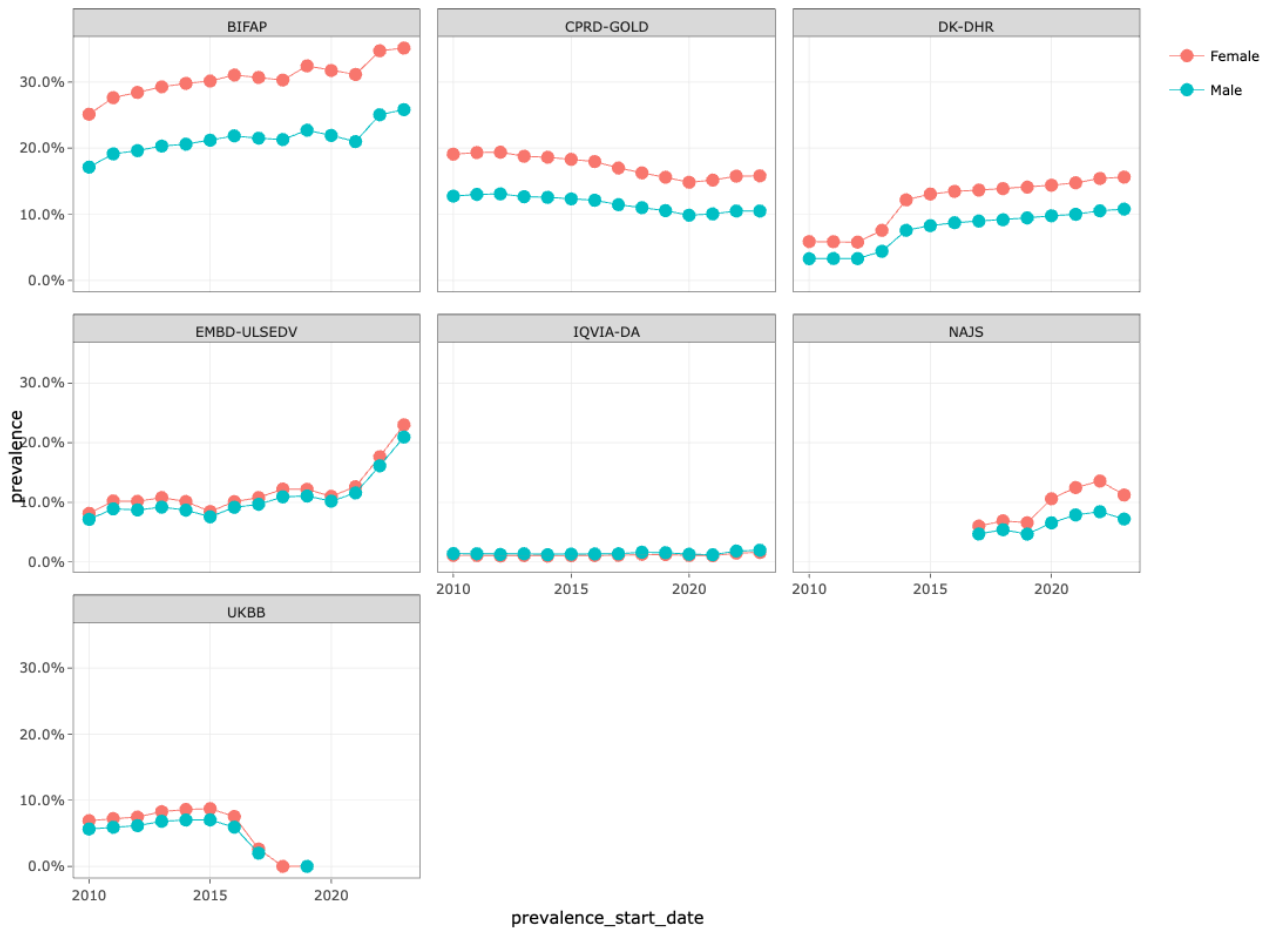 BIFAP
CPRD-GOLD
DK-DHR
Female
Male
30.0%
20.0%
10.0%
0.0%
EMBD-ULSEDV
IQVIA-DA
NAJS
30.0%
20.0%
10.0%
0.0%
prevalence
2010 2015 2020
2010 2015 2020
UKBB
30.0%
20.0%
10.0%
0.0%
2010 2015 2020
prevalence_start_date